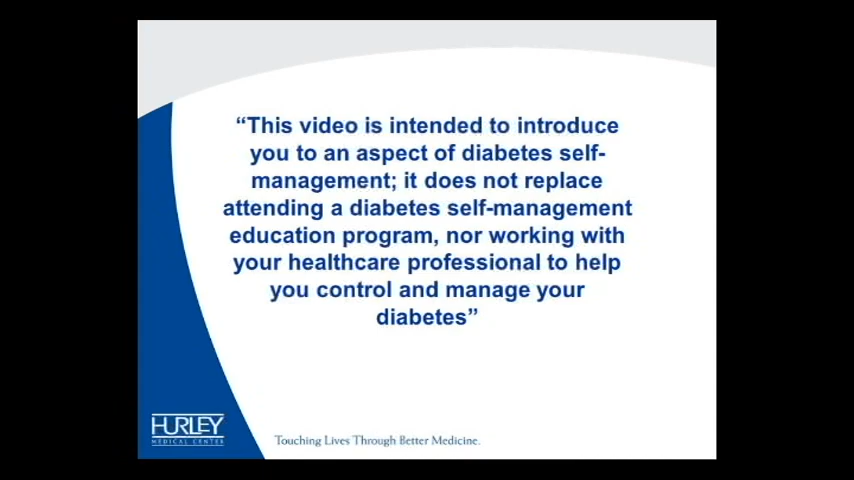 “This video is intended to introduce
you to an aspect of diabetes self-
management; it does not replace
attending a diabetes self-management
education program, nor working with
your healthcare professional to help
you control and manage your
diabetes”
HURLEY
MEDICAL CENTER
Touching Lives Through Better Medicine.